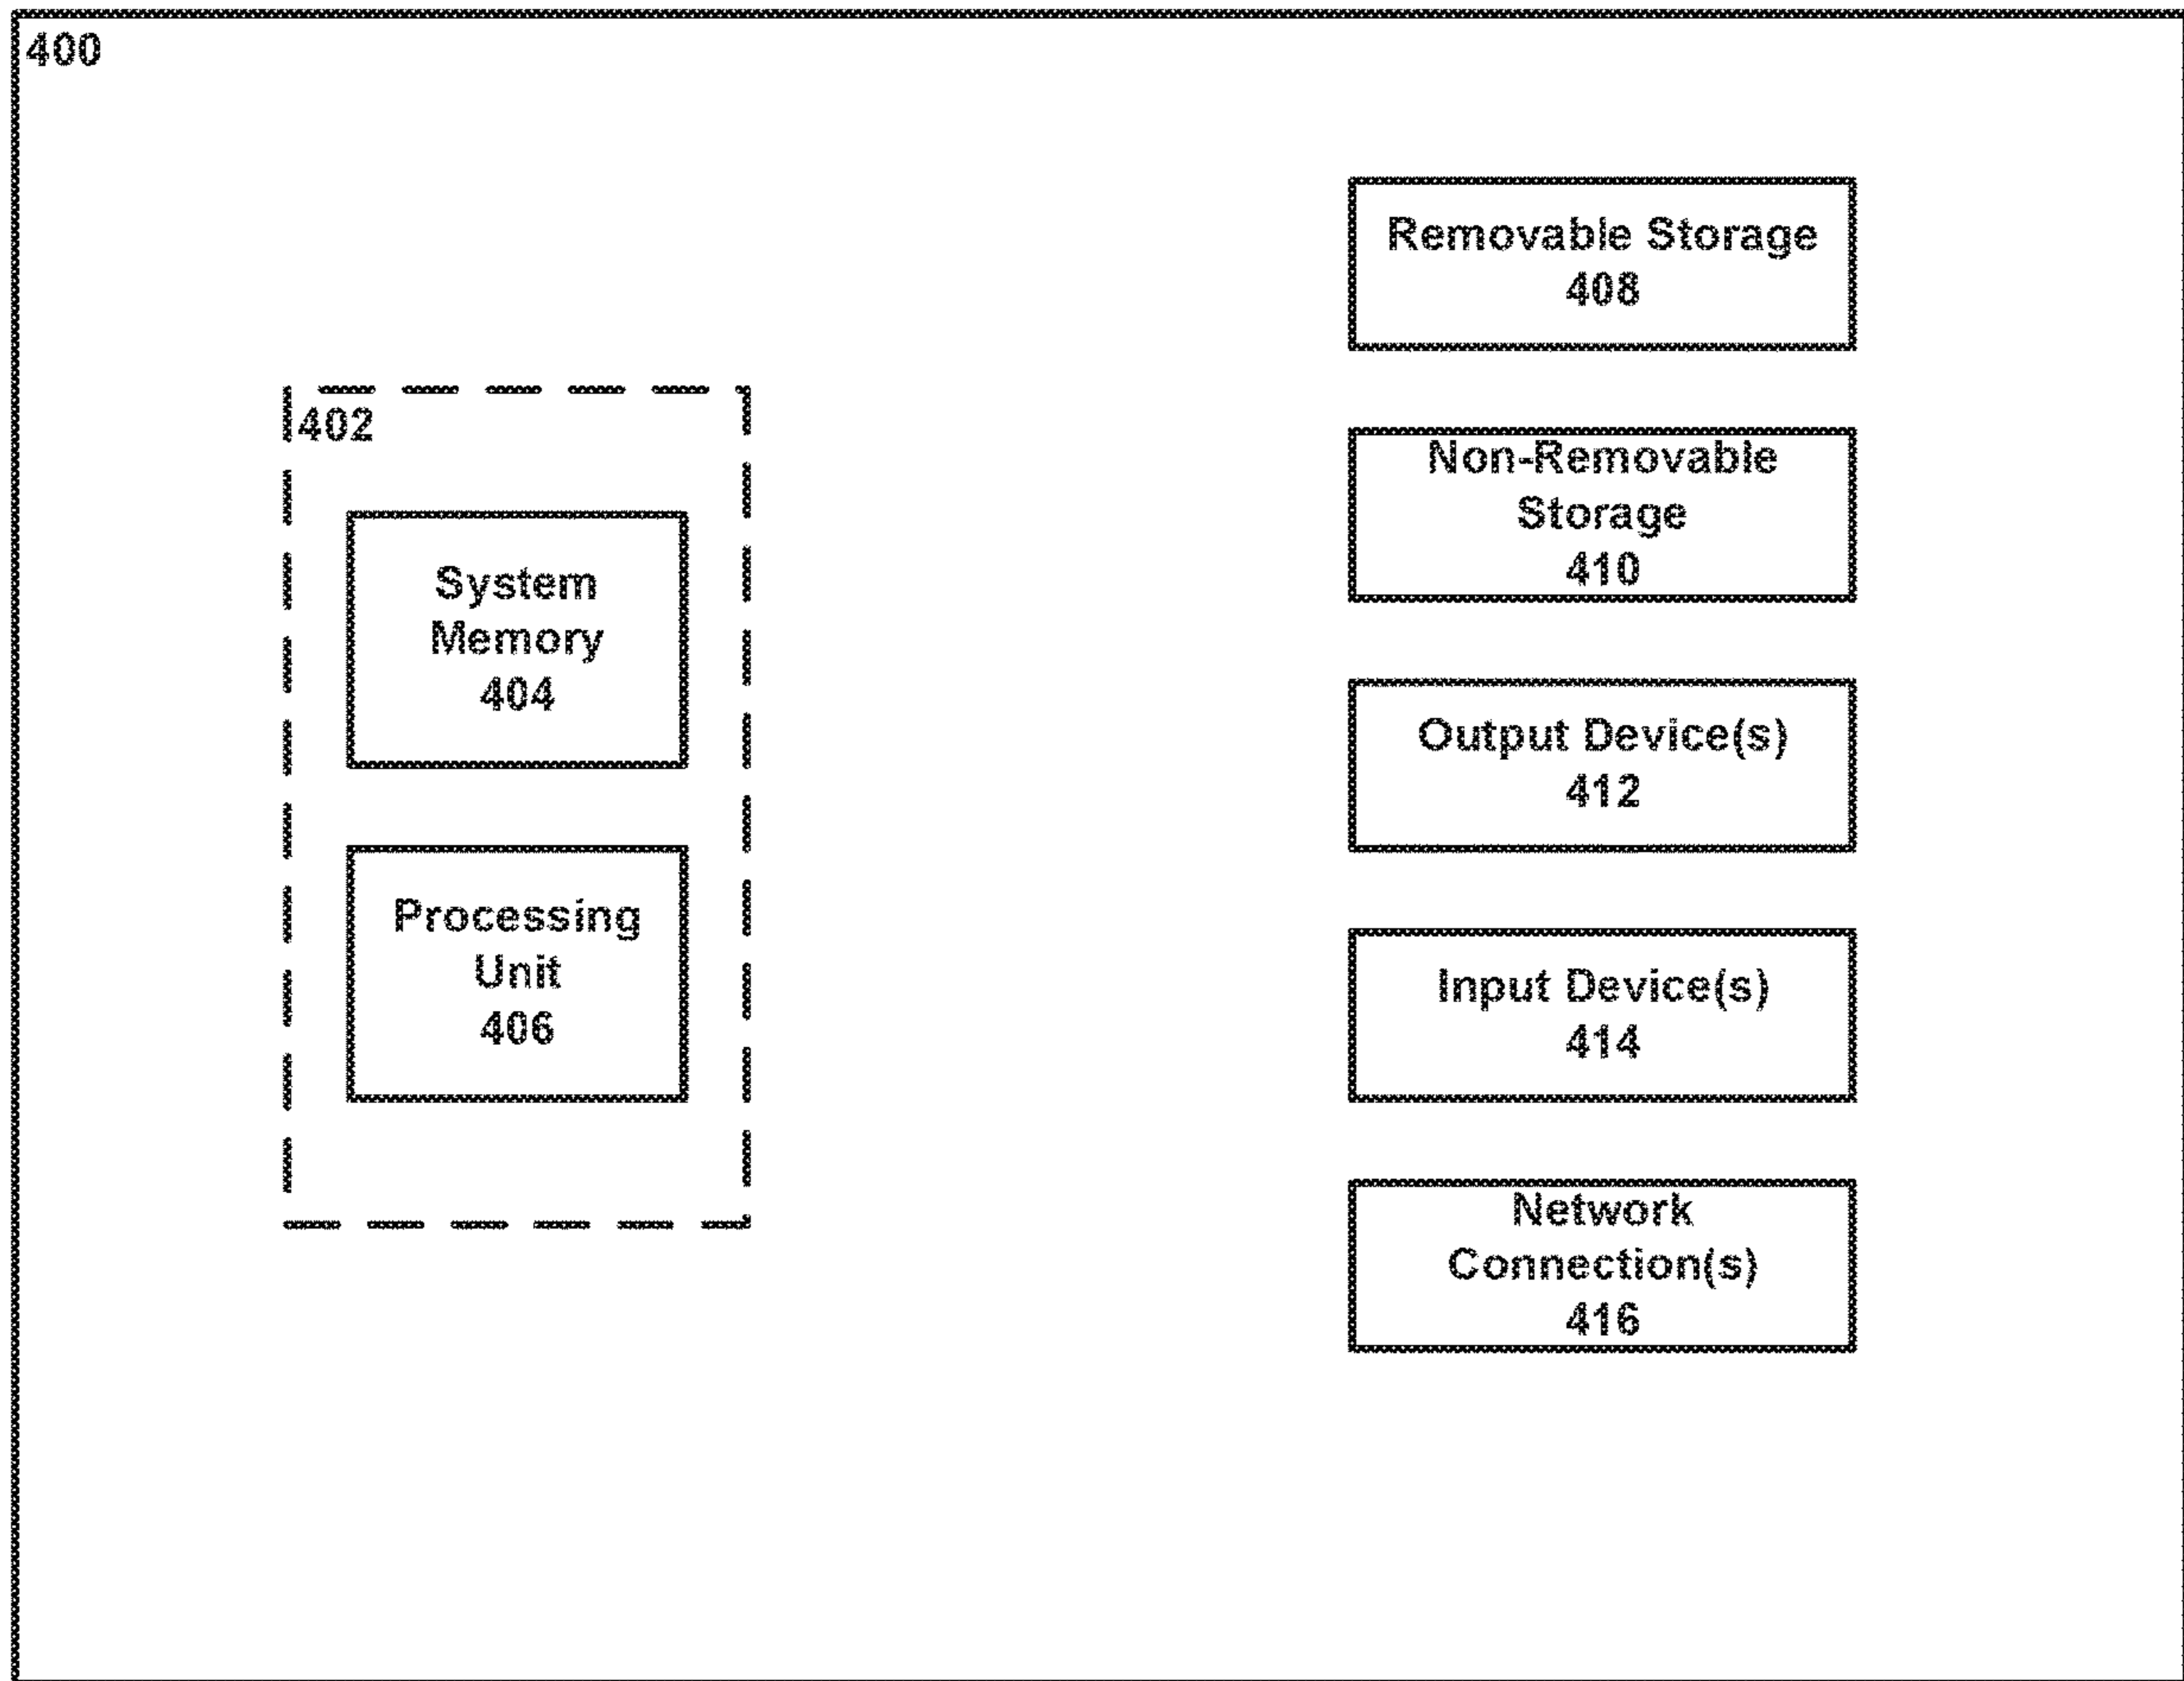 400
402
System
Memory
404
Processing
Unit
406
Removable Storage
408
Non-Removable
Storage
410
Output Device(s)
412
Input Device(s)
414
Network
Connection(s)
416